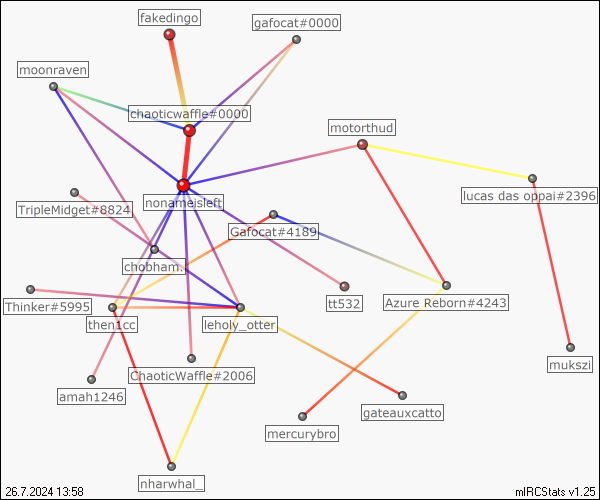 fakedingo
gafocat#0000
moonraven
chaoticwaffle#0000
motorthud
lucas das oppai#2396
nonameisleft
TripleMidget#8824
Gafocat#4189
chobham.
tt532
Azure Reborn#4243
Thinker#5995
then1cc
leholy_otter
mukszi
ChaoticWaffle#2006
amah1246
gateauxcatto
mercurybro
nharwhal_
26.7.2024 13:58
mIRCStats v1.25